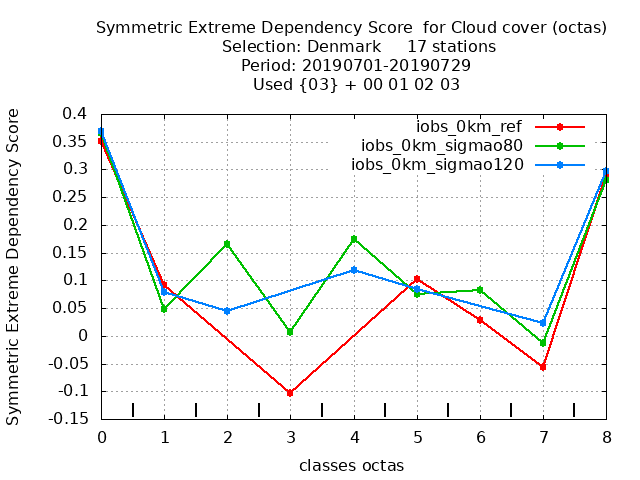 Symmetric Extreme Dependency Score  for Cloud cover (octas)
Selection: Denmark     17 stations
Period: 20190701-20190729
Used {03} + 00 01 02 03
Symmetric Extreme Dependency Score
0.4
0.35
0.3
0.25
0.2
0.15
0.1
0.05
0
-0.05
-0.1
-0.15
iobs_0km_ref
iobs_0km_sigmao80
iobs_0km_sigmao120
0 1 2 3 4 5 6 7 8
classes octas